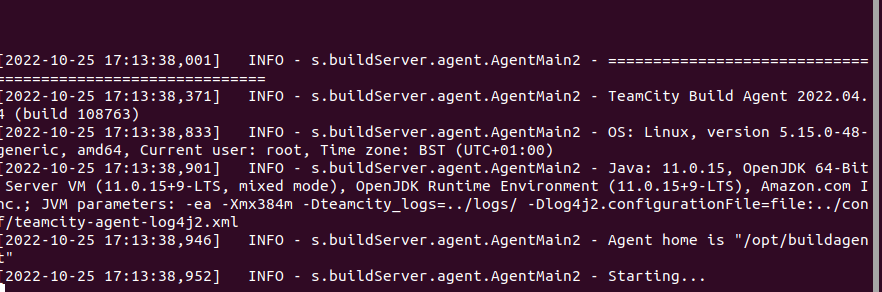 [2022-10-25 17:13:38,001]   INFO - s.buildServer.agent.AgentMain2 - ==============================
===============================
[2022-10-25 17:13:38,371]   INFO - s.buildServer.agent.AgentMain2 - TeamCity Build Agent 2022.04.
4 (build 108763)
[2022-10-25 17:13:38,833]   INFO - s.buildServer.agent.AgentMain2 - OS: Linux, version 5.15.0-48-
generic, amd64, Current user: root, Time zone: BST (UTC+01:00)
[2022-10-25 17:13:38,901]   INFO - s.buildServer.agent.AgentMain2 - Java: 11.0.15, OpenJDK 64-Bit
 Server VM (11.0.15+9-LTS, mixed mode), OpenJDK Runtime Environment (11.0.15+9-LTS), Amazon.com I
nc.; JVM parameters: -ea -Xmx384m -Dteamcity_logs=../logs/ -Dlog4j2.configurationFile=file:../con
f/teamcity-agent-log4j2.xml
[2022-10-25 17:13:38,946]   INFO - s.buildServer.agent.AgentMain2 - Agent home is "/opt/buildagen
t"
[2022-10-25 17:13:38,952]   INFO - s.buildServer.agent.AgentMain2 - Starting...